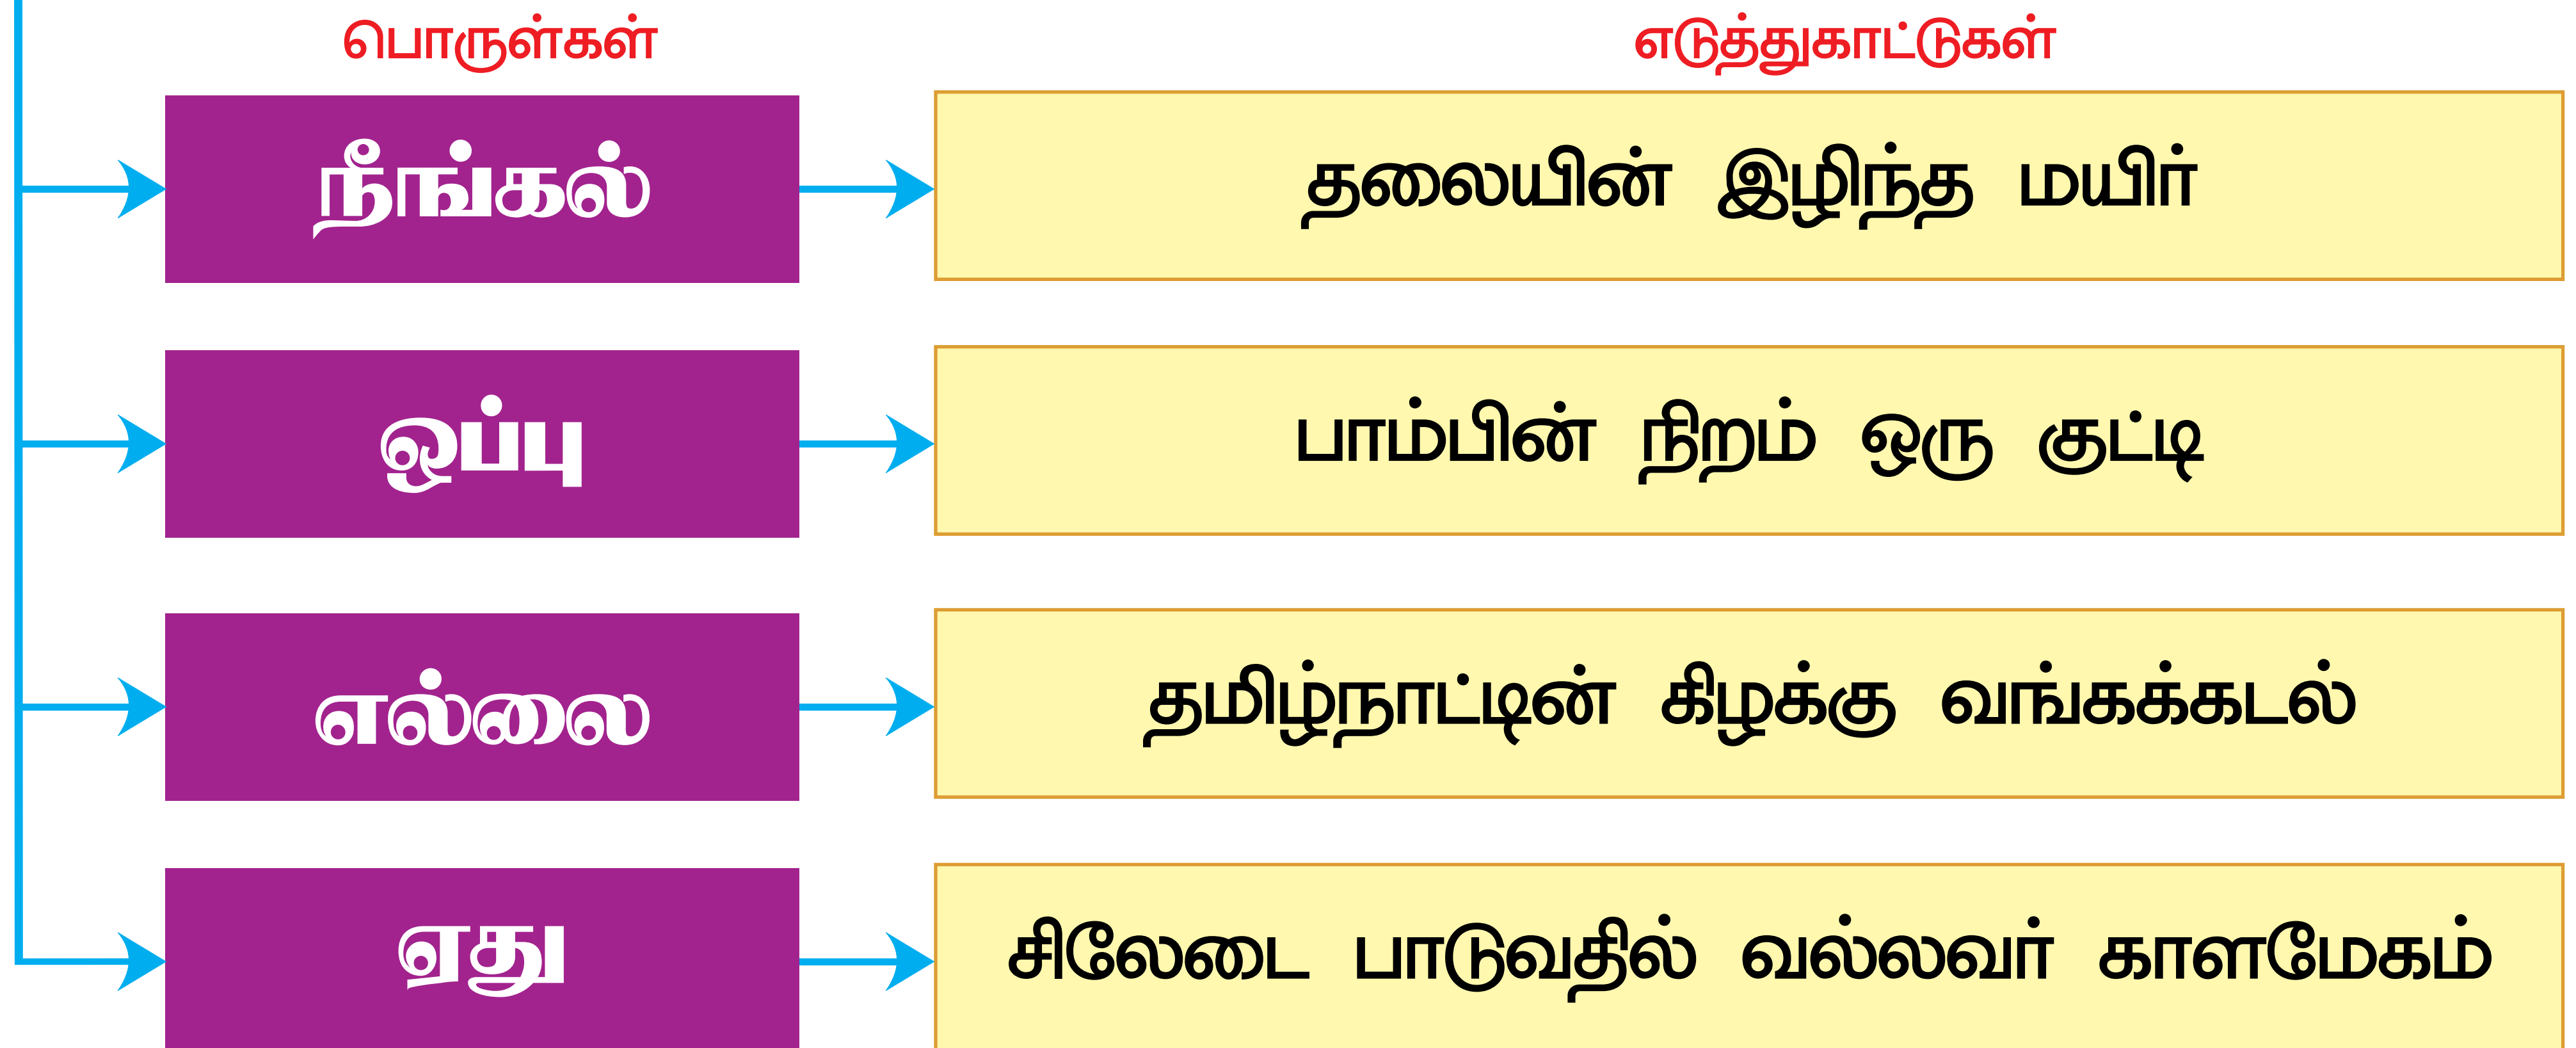 பொருள்கள் எடுத்துகாட்டுகள்
நீங்கல் தலையின் இழிந்த மயிர்
ஒப்பு பாம்பின் நிறம் ஒரு குட்டி
எல்லை தமிழ்நாட்டின் கிழக்கு வங்கக்கடல்
ஏது சிலேடை பாடுவதில் வல்லவர் காளமேகம்